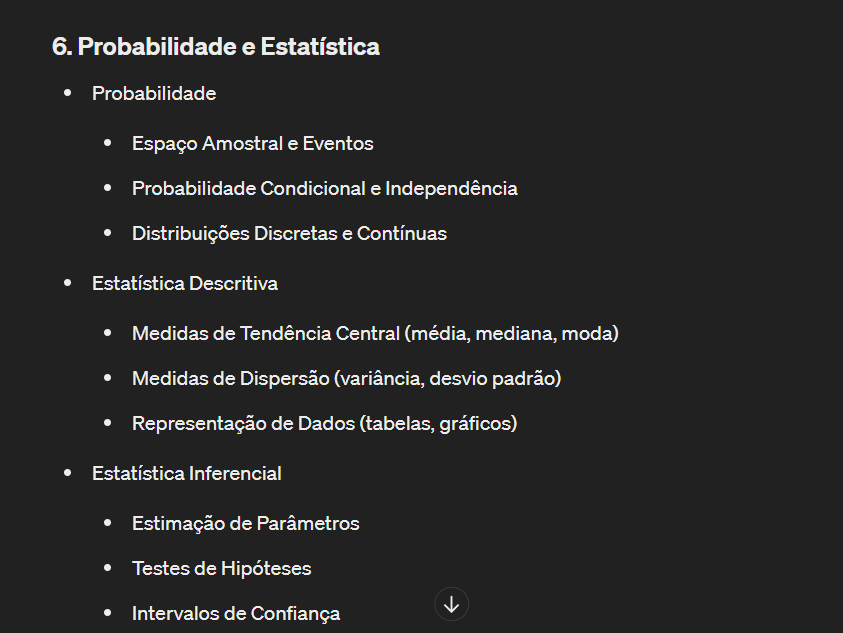 6. Probabilidade e Estatística
• Probabilidade
• Espaço Amostral e Eventos
• Probabilidade Condicional e Independência
• Distribuições Discretas e Contínuas
• Estatística Descritiva
• Medidas de Tendência Central (média, mediana, moda)
• Medidas de Dispersão (variância, desvio padrão)
• Representação de Dados (tabelas, gráficos)
• Estatística Inferencial
• Estimação de Parâmetros
• Testes de Hipóteses
• Intervalos de Confiança